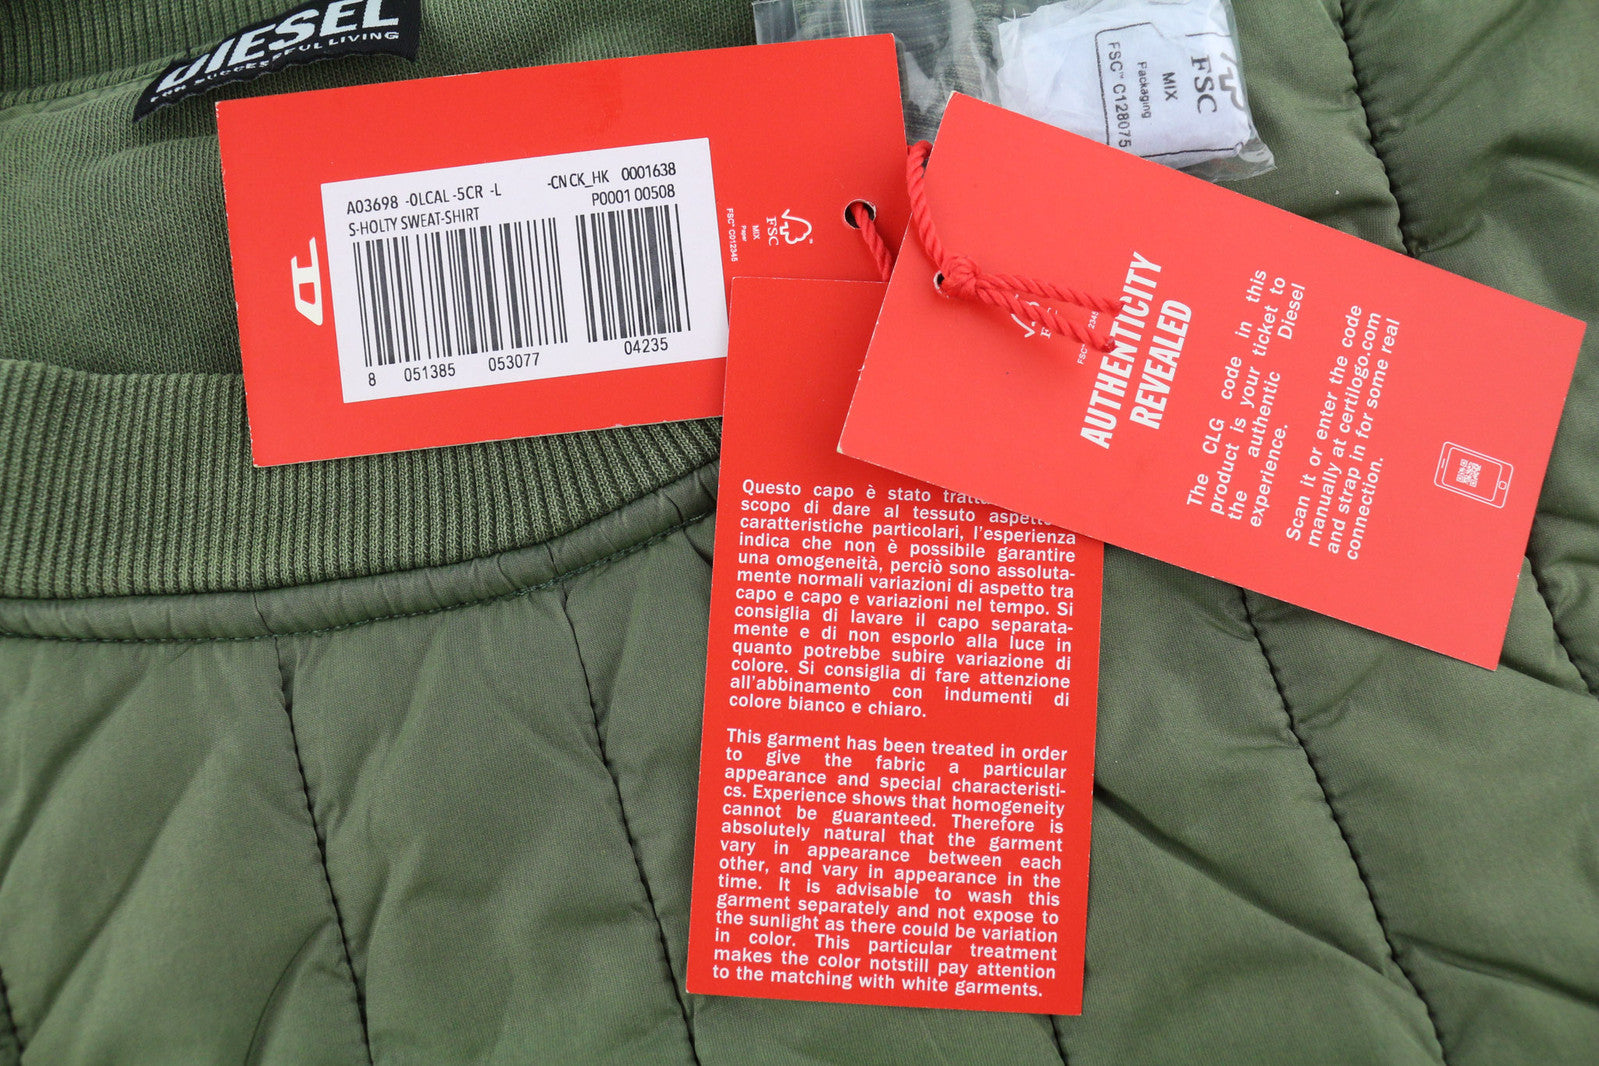 DIESEL
FOR SUCCESSFUL LIVING
A03698 -0LCAL -5CR -L
-CN CK_HK 0001638
S-HOLTY SWEAT-SHIRT
P0001 00508
8 051385 053077
04235
FSC
MIX
Paper
FSC™ C012345
FSC
MIX
Packaging
FSC™ C128075
AUTHENTICITY
REVEALED
The CLG code in this
product is your ticket to
the authentic Diesel
experience.
Scan it or enter the code
manually at certilogo.com
and strap in for some real
connection.
Questo capo è stato
scopo di dare al tessuto aspetto
caratteristiche particolari, l'esperienza
indica che non è possibile garantire
una omogeneità, perciò sono assoluta-
mente normali variazioni di aspetto tra
capo e capo e variazioni nel tempo. Si
consiglia di lavare il capo separata-
mente e di non esporlo alla luce in
quanto potrebbe subire variazione di
colore. Si consiglia di fare attenzione
all'abbinamento con indumenti di
colore bianco e chiaro.
This garment has been treated in order
to give the fabric a particular
appearance and special characteristi-
cs. Experience shows that homogeneity
cannot be guaranteed. Therefore is
absolutely natural that the garment
vary in appearance between each
other, and vary in appearance in the
time. It is advisable to wash this
garment separately and not expose to
the sunlight as there could be variation
in color. This particular treatment
makes the color notstill pay attention
to the matching with white garments.